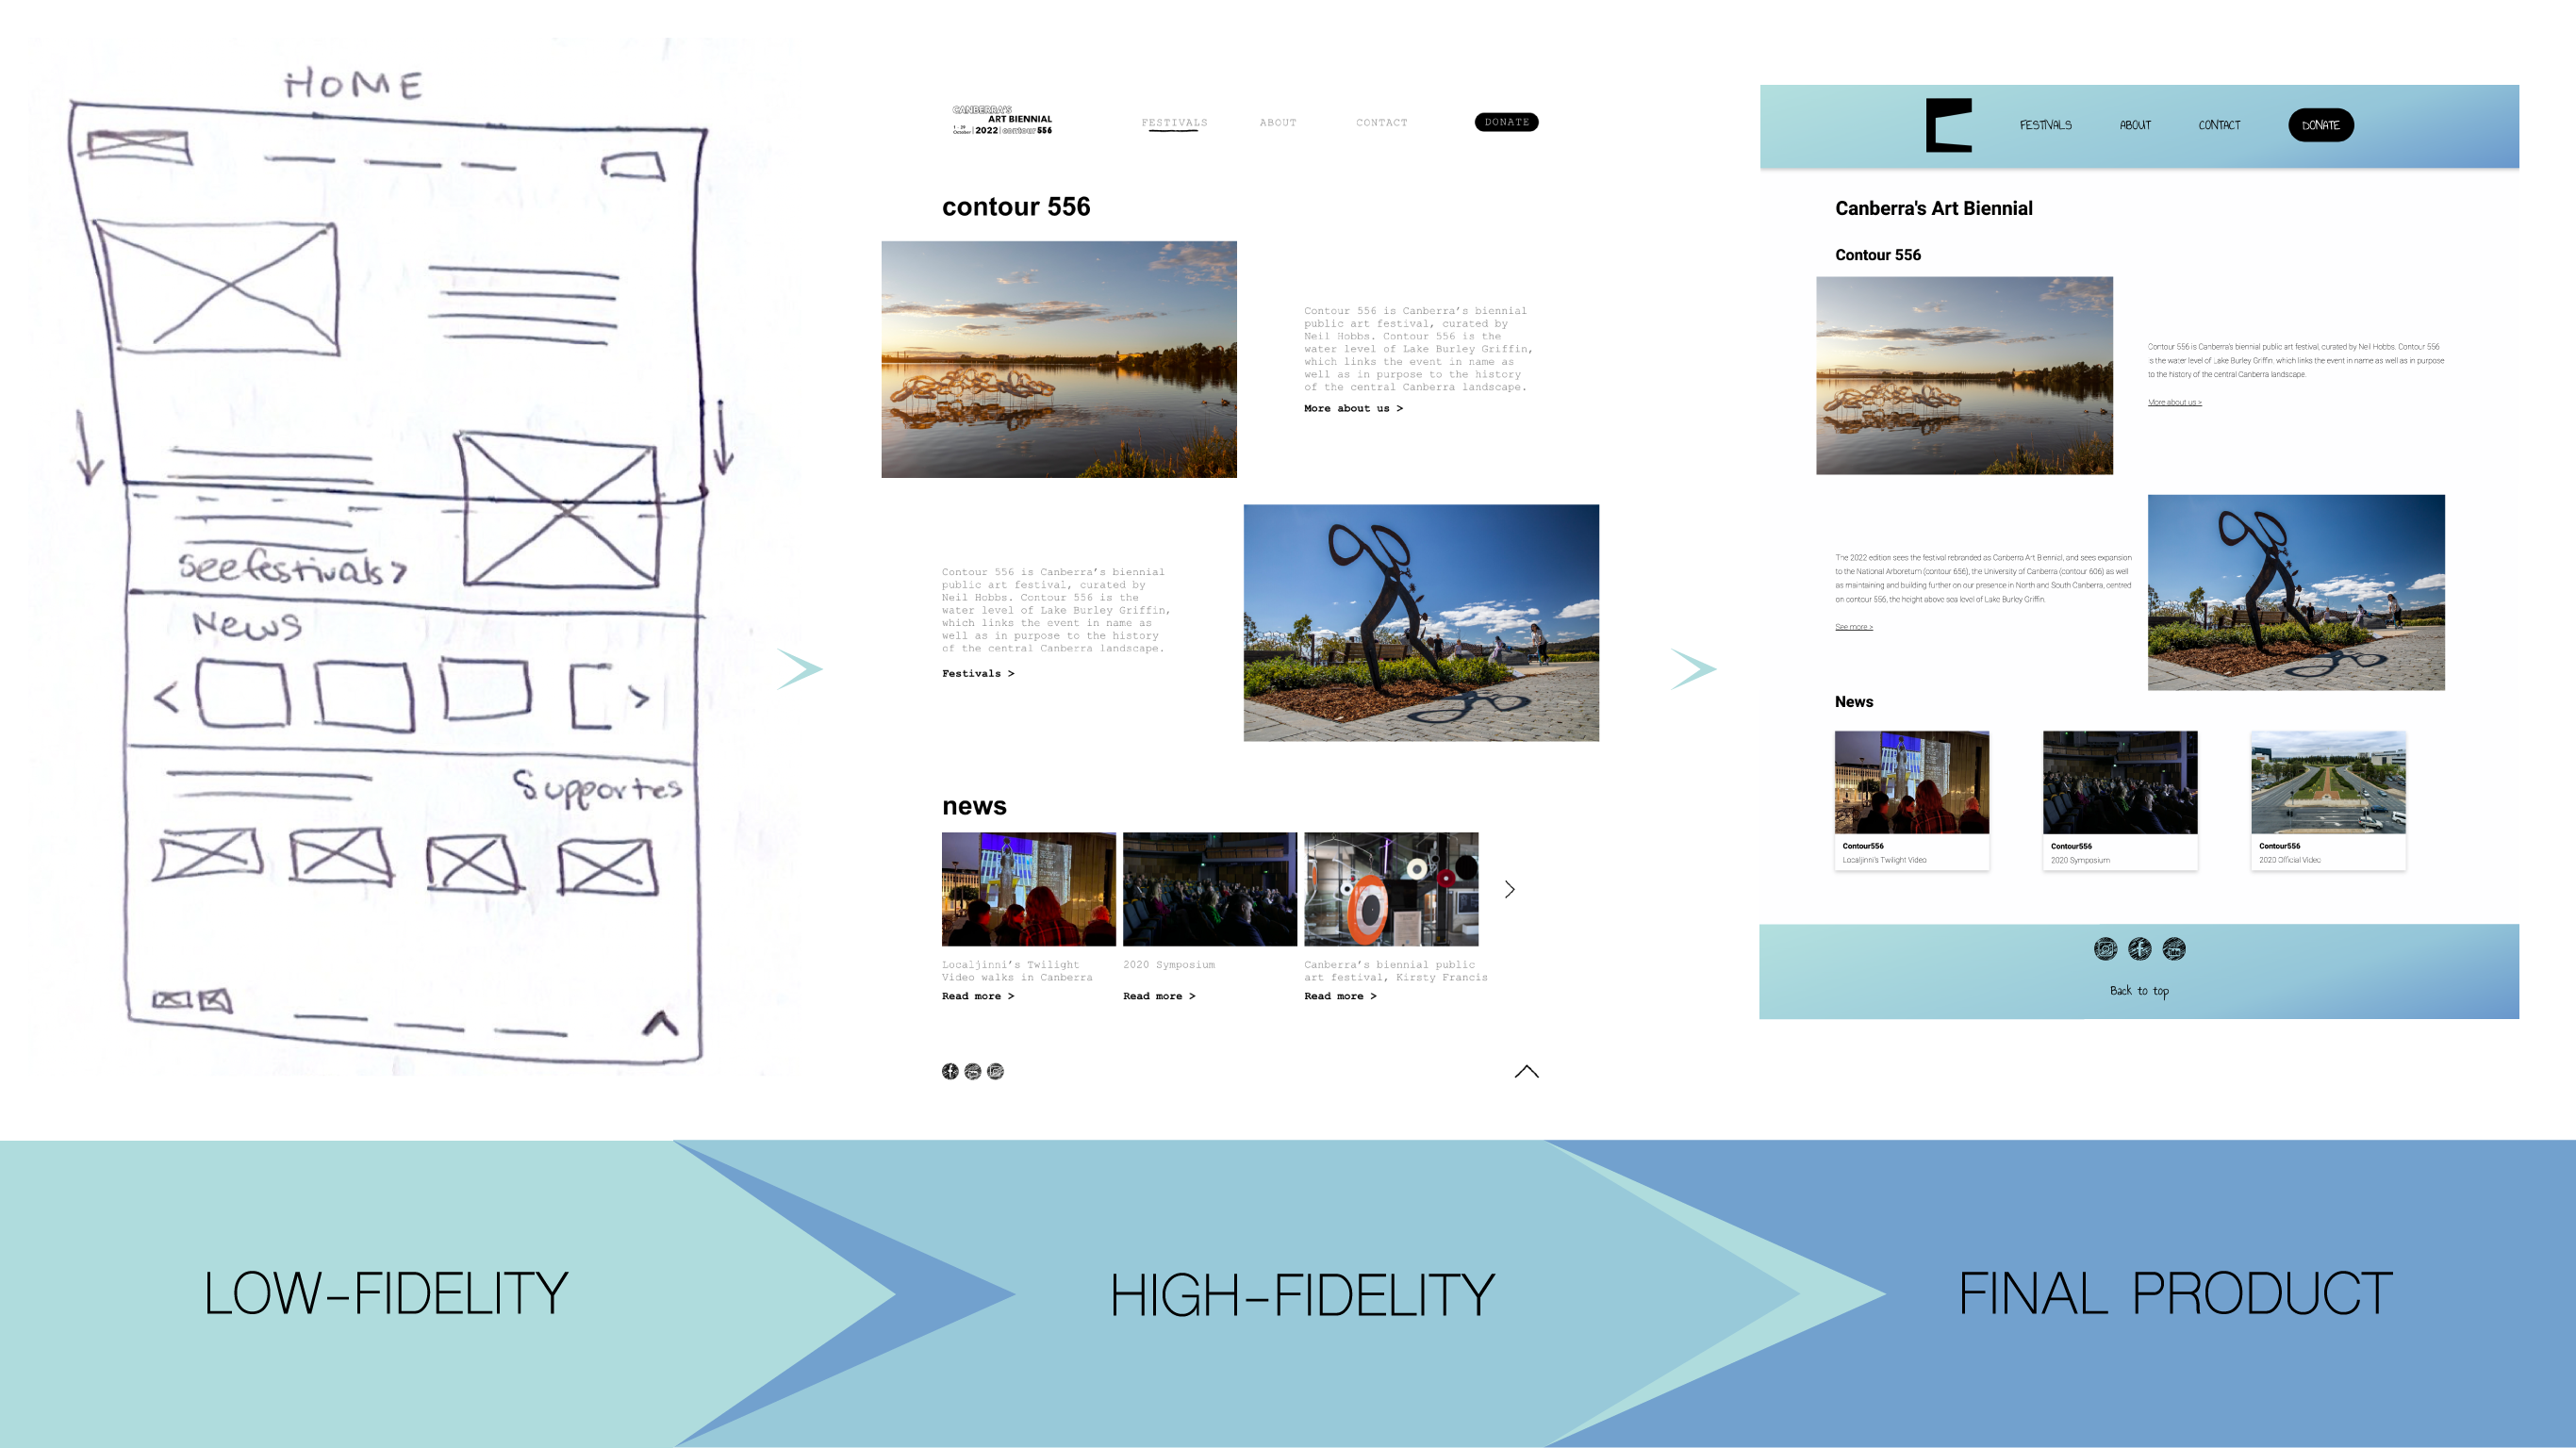 HOME
see festivals >
News
< >
Supportes
CANBERRA'S
ART BIENNIAL
1 - 29
October | 2022 | contour 556
FESTIVALS
ABOUT
CONTACT
DONATE
contour 556
Contour 556 is Canberra's biennial
public art festival, curated by
Neil Hobbs. Contour 556 is the
water level of Lake Burley Griffin,
which links the event in name as
well as in purpose to the history
of the central Canberra landscape.
More about us >
Contour 556 is Canberra's biennial
public art festival, curated by
Neil Hobbs. Contour 556 is the
water level of Lake Burley Griffin,
which links the event in name as
well as in purpose to the history
of the central Canberra landscape.
Festivals >
news
Localjinni's Twilight
Video walks in Canberra
Read more >
2020 Symposium
Read more >
Canberra's biennial public
art festival, Kirsty Francis
Read more >
FESTIVALS
ABOUT
CONTACT
DONATE
Canberra's Art Biennial
Contour 556
Contour 556 is Canberra's biennial public art festival, curated by Neil Hobbs. Contour 556
is the water level of Lake Burley Griffin, which links the event in name as well as in purpose
to the history of the central Canberra landscape.
More about us >
The 2022 edition sees the festival rebranded as Canberra Art Biennial, and sees expansion
to the National Arboretum (contour 656), the University of Canberra (contour 606) as well
as maintaining and building further on our presence in North and South Canberra, centred
on contour 556, the height above sea level of Lake Burley Griffin.
See more >
News
Contour556
Localjinni's Twilight Video
Contour556
2020 Symposium
Contour556
2020 Official Video
Back to top
LOW-FIDELITY
HIGH-FIDELITY
FINAL PRODUCT